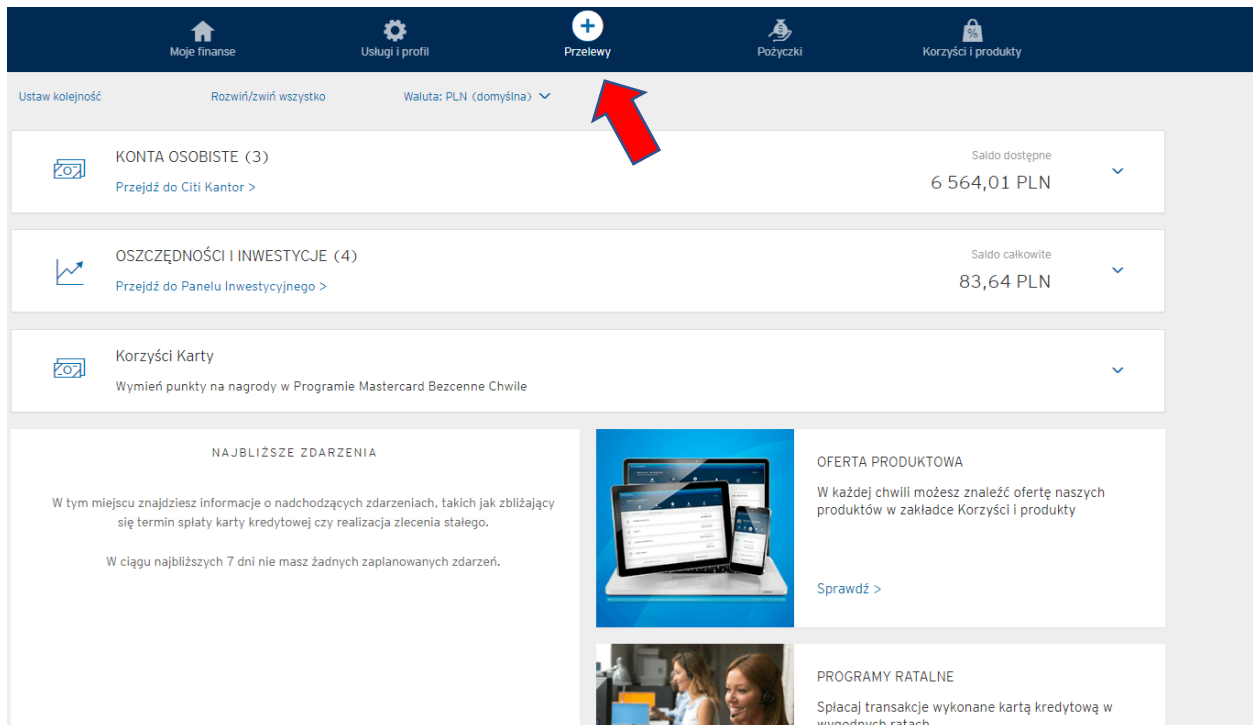 Moje finanse
Usługi i profil
Przelewy
Pożyczki
Korzyści i produkty
Ustaw kolejność
Rozwiń/zwiń wszystko
Waluta: PLN (domyślna)
KONTA OSOBISTE (3)
Przejdź do Citi Kantor >
Saldo dostępne
6 564,01 PLN
OSZCZĘDNOŚCI I INWESTYCJE (4)
Przejdź do Panelu Inwestycyjnego >
Saldo całkowite
83,64 PLN
Korzyści Karty
Wymień punkty na nagrody w Programie Mastercard Bezcenne Chwile
NAJBLIŻSZE ZDARZENIA
W tym miejscu znajdziesz informacje o nadchodzących zdarzeniach, takich jak zbliżający
się termin spłaty karty kredytowej czy realizacja zlecenia stałego.
W ciągu najbliższych 7 dni nie masz żadnych zaplanowanych zdarzeń.
OFERTA PRODUKTOWA
W każdej chwili możesz znaleźć ofertę naszych
produktów w zakładce Korzyści i produkty
Sprawdź >
PROGRAMY RATALNE
Spłacaj transakcje wykonane kartą kredytową w
wygodnych ratach